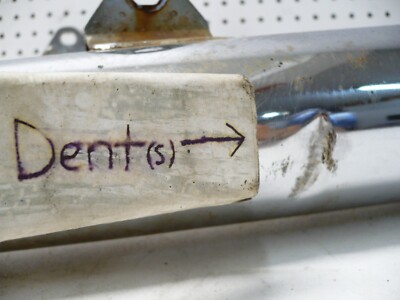 Dent(s) →